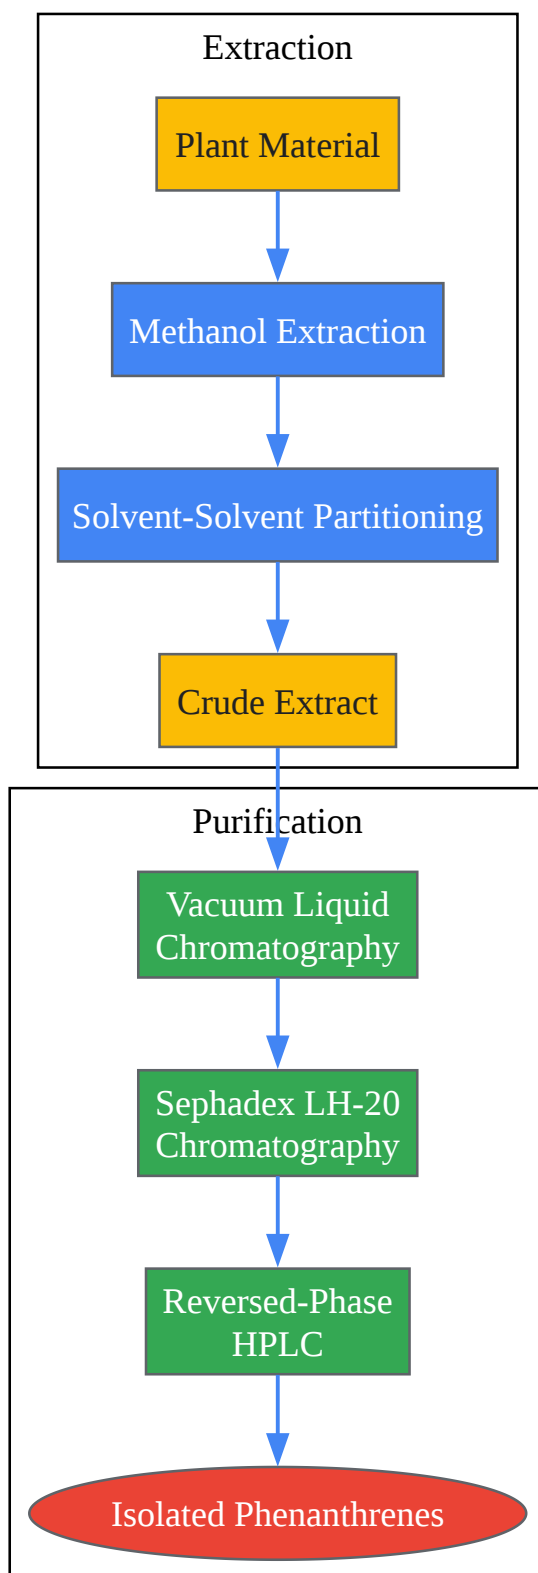 Extraction
Plant Material
Methanol Extraction
Solvent-Solvent Partitioning
Crude Extract
Purification
Vacuum Liquid
Chromatography
Sephadex LH-20
Chromatography
Reversed-Phase
HPLC
Isolated Phenanthrenes